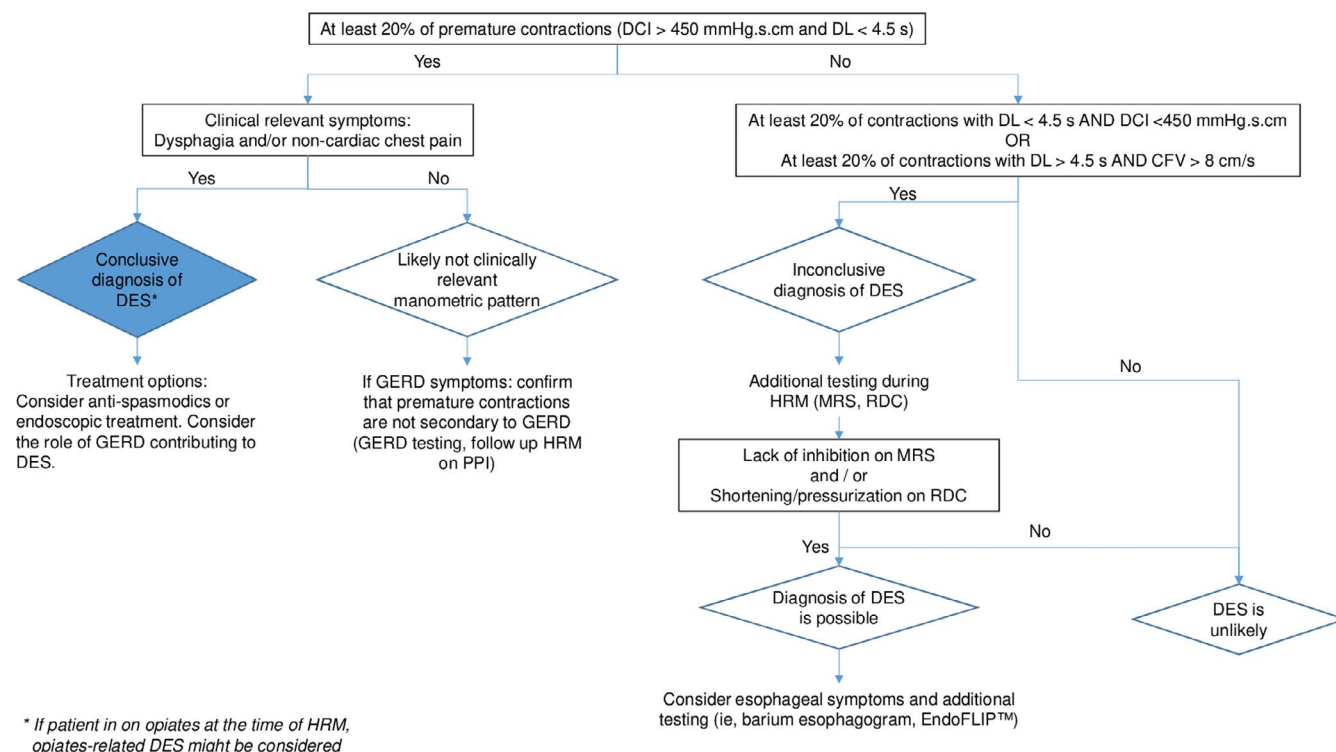 At least 20% of premature contractions (DCI > 450 mmHg.s.cm and DL < 4.5 s)
Yes
No
Clinical relevant symptoms:
Dysphagia and/or non-cardiac chest pain
At least 20% of contractions with DL < 4.5 s AND DCI <450 mmHg.s.cm
OR
At least 20% of contractions with DL > 4.5 s AND CFV > 8 cm/s
Yes
No
Yes
Conclusive
diagnosis of
DES*
Likely not clinically
relevant
manometric pattern
Inconclusive
diagnosis of DES
No
Treatment options:
Consider anti-spasmodics or
endoscopic treatment. Consider
the role of GERD contributing to
DES.
If GERD symptoms: confirm
that premature contractions
are not secondary to GERD
(GERD testing, follow up HRM
on PPI)
Additional testing during
HRM (MRS, RDC)
Lack of inhibition on MRS
and / or
Shortening/pressurization on RDC
Yes
No
Diagnosis of DES
is possible
DES is
unlikely
Consider esophageal symptoms and additional
testing (ie, barium esophagogram, EndoFLIP™)
* If patient in on opiates at the time of HRM,
opiates-related DES might be considered